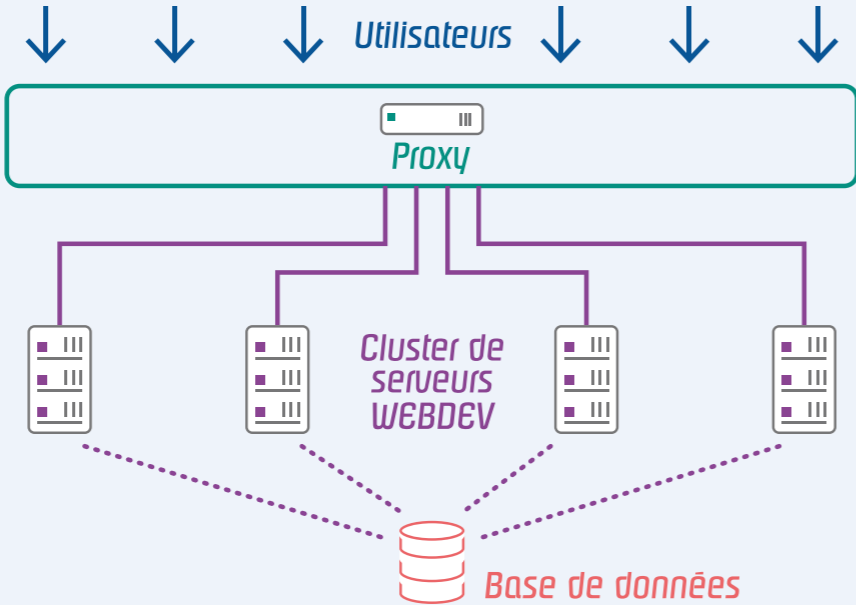 Utilisateurs
Proxy
Cluster de
serveurs
WEBDEV
Base de données